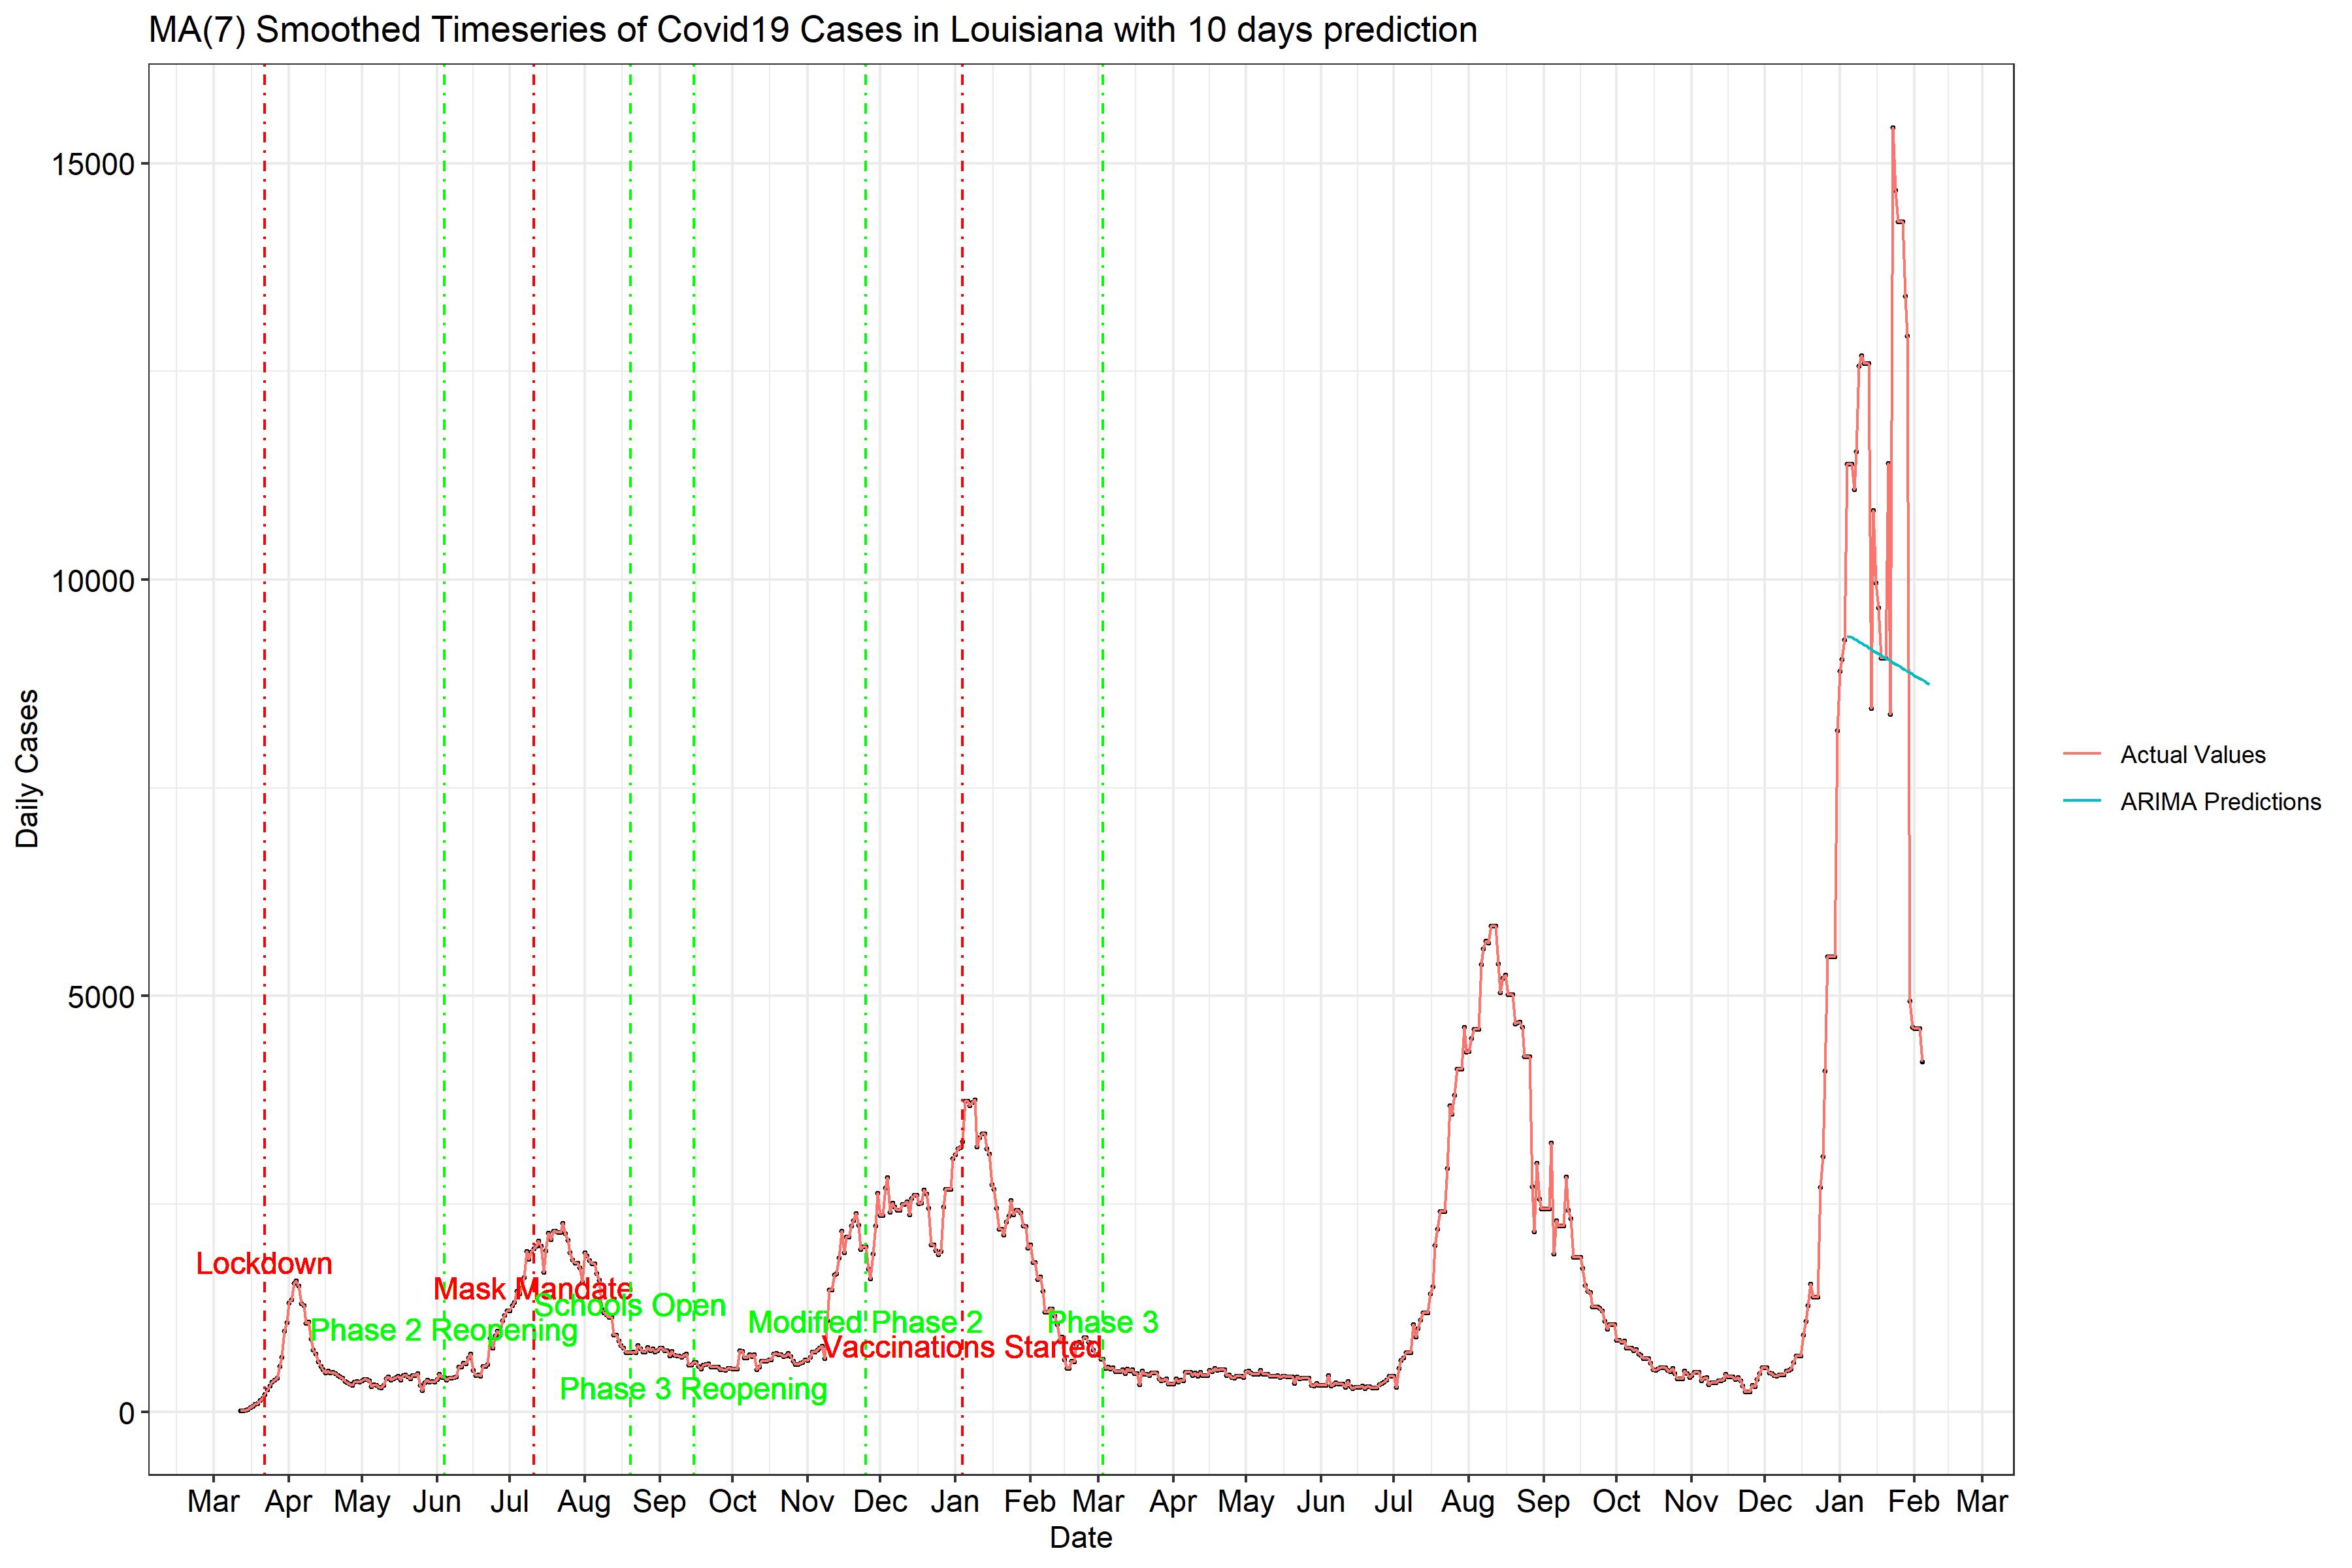 MA(7) Smoothed Timeseries of Covid19 Cases in Louisiana with 10 days prediction
15000
10000
5000
0
Daily Cases
Lockdown
Mask Mandate
Schools Open
Phase 2 Reopening
Modified Phase 2
Phase 3
Vaccinations Started
Phase 3 Reopening
Actual Values
ARIMA Predictions
Mar Apr May Jun Jul Aug Sep Oct Nov Dec Jan Feb Mar Apr May Jun Jul Aug Sep Oct Nov Dec Jan Feb Mar
Date